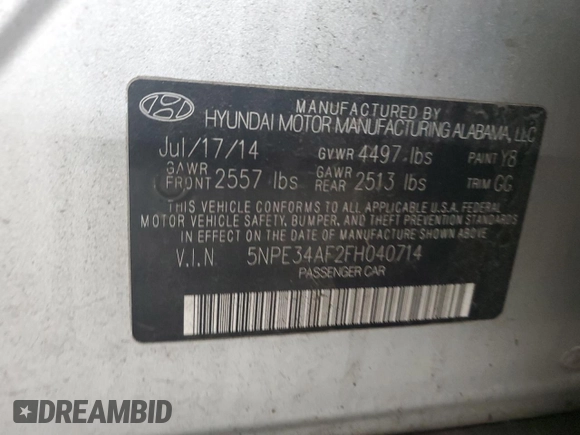 MANUFACTURED BY
HYUNDAI MOTOR MANUFACTURING ALABAMA, LLC
Jul/17/14 GVWR 4497 lbs PAINT Y8
GAWR FRONT 2557 lbs GAWR REAR 2513 lbs TRIM GG
THIS VEHICLE CONFORMS TO ALL APPLICABLE U.S.A. FEDERAL
MOTOR VEHICLE SAFETY, BUMPER, AND THEFT PREVENTION STANDARDS
IN EFFECT ON THE DATE OF MANUFACTURE SHOWN ABOVE.
V.I.N 5NPE34AF2FH040714
PASSENGER CAR
DREAMBID